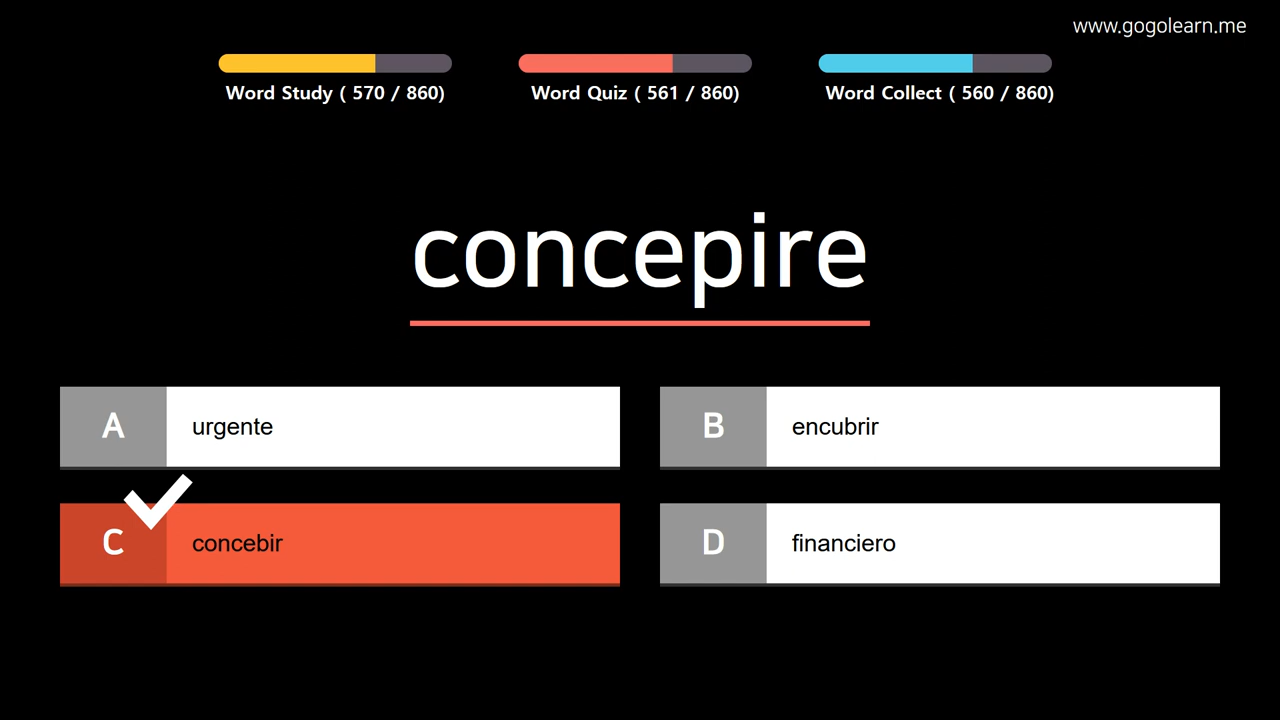 www.gogolearn.me
Word Study ( 570 / 860)
Word Quiz ( 561 / 860)
Word Collect ( 560 / 860)
concepire
A urgente
B encubrir
C concebir
D financiero